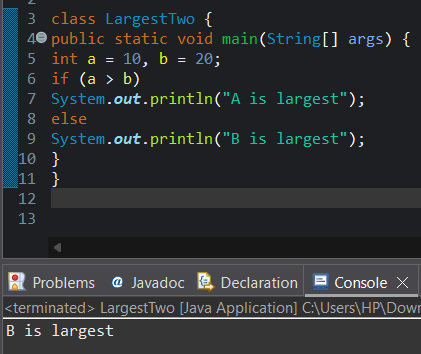 3 class LargestTwo {
4 public static void main(String[] args) {
5 int a = 10, b = 20;
6 if (a > b)
7 System.out.println("A is largest");
8 else
9 System.out.println("B is largest");
10 }
11 }
12
13
Problems @ Javadoc Declaration Console
<terminated> LargestTwo [Java Application] C:\Users\HP\Down
B is largest